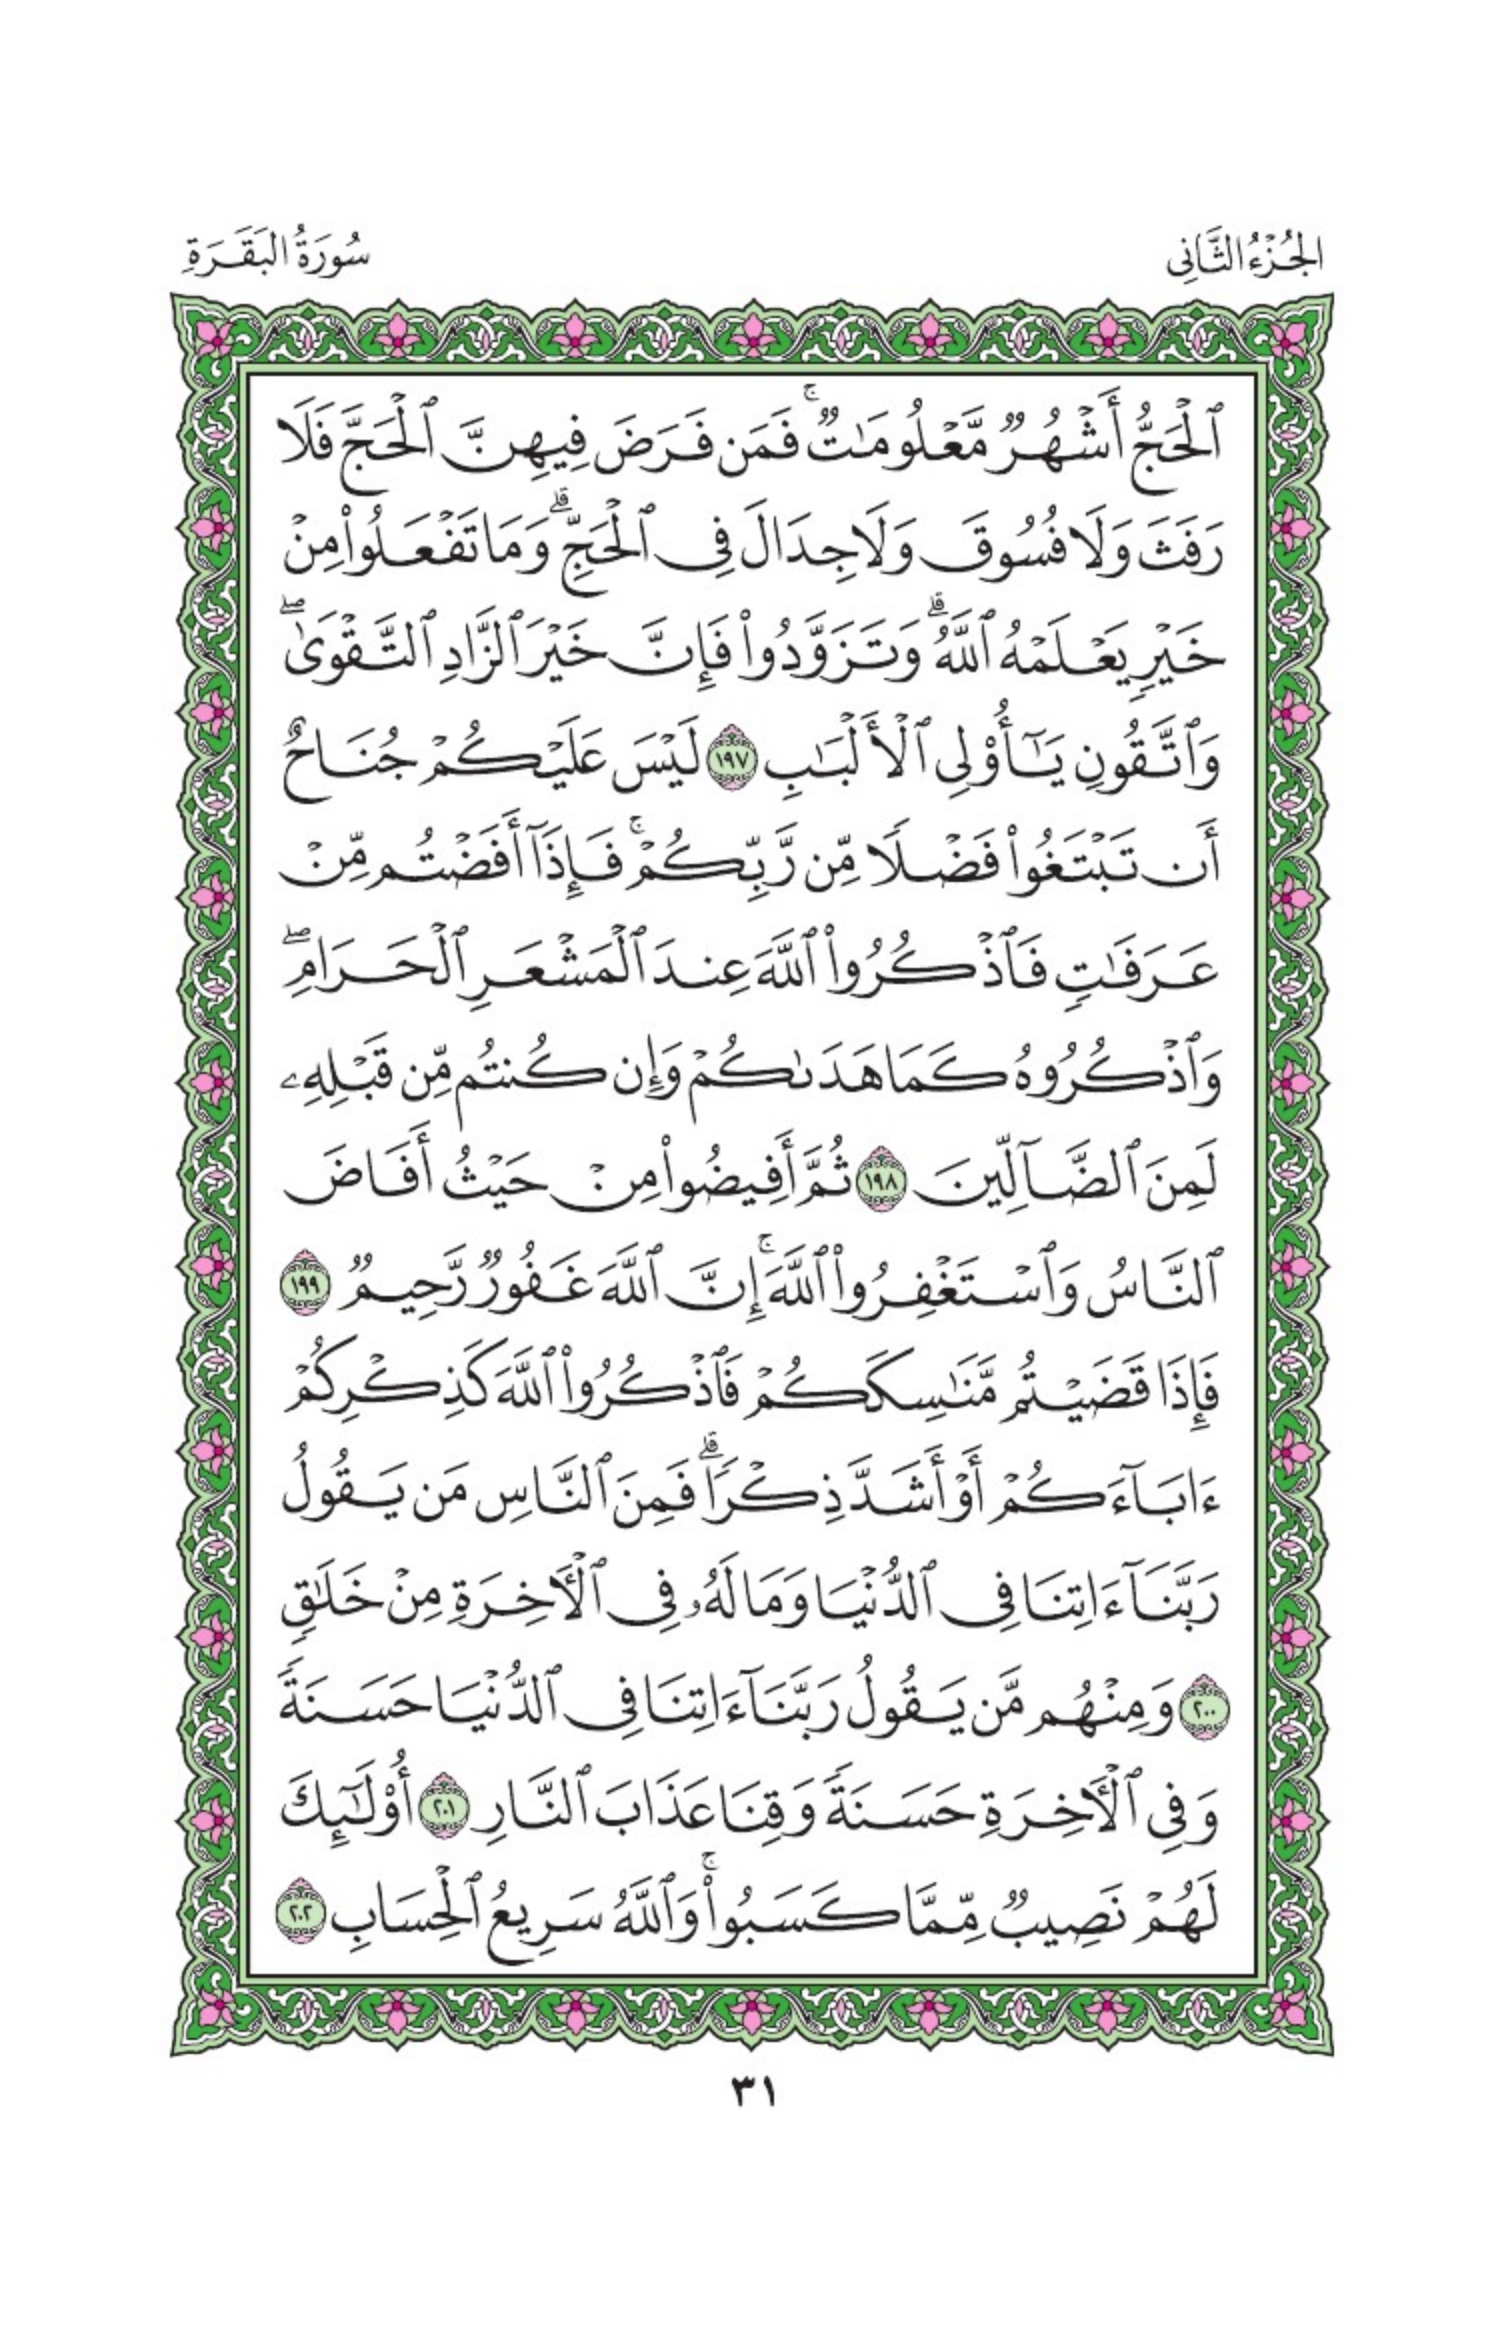 الجُزْءُ الثَّانِي
سُورَةُ البَقَرَةِ
ٱلْحَجُّ أَشْهُرٌ مَّعْلُومَٰتٌ ۚ فَمَن فَرَضَ فِيهِنَّ ٱلْحَجَّ فَلَا
رَفَثَ وَلَا فُسُوقَ وَلَا جِدَالَ فِى ٱلْحَجِّ ۗ وَمَا تَفْعَلُوا۟ مِنْ
خَيْرٍ يَعْلَمْهُ ٱللَّهُ ۗ وَتَزَوَّدُوا۟ فَإِنَّ خَيْرَ ٱلزَّادِ ٱلتَّقْوَىٰ ۖ
وَٱتَّقُونِ يَٰٓأُو۟لِى ٱلْأَلْبَٰبِ ١٩٧ لَيْسَ عَلَيْكُمْ جُنَاحٌ
أَن تَبْتَغُوا۟ فَضْلًا مِّن رَّبِّكُمْ ۚ فَإِذَآ أَفَضْتُم مِّنْ
عَرَفَٰتٍ فَٱذْكُرُوا۟ ٱللَّهَ عِندَ ٱلْمَشْعَرِ ٱلْحَرَامِ ۖ
وَٱذْكُرُوهُ كَمَا هَدَىٰكُمْ وَإِن كُنتُم مِّن قَبْلِهِۦ
لَمِنَ ٱلضَّآلِّينَ ١٩٨ ثُمَّ أَفِيضُوا۟ مِنْ حَيْثُ أَفَاضَ
ٱلنَّاسُ وَٱسْتَغْفِرُوا۟ ٱللَّهَ ۚ إِنَّ ٱللَّهَ غَفُورٌ رَّحِيمٌ ١٩٩
فَإِذَا قَضَيْتُم مَّنَٰسِكَكُمْ فَٱذْكُرُوا۟ ٱللَّهَ كَذِكْرِكُمْ
ءَابَآءَكُمْ أَوْ أَشَدَّ ذِكْرًا ۗ فَمِنَ ٱلنَّاسِ مَن يَقُولُ
رَبَّنَآ ءَاتِنَا فِى ٱلدُّنْيَا وَمَا لَهُۥ فِى ٱلْءَاخِرَةِ مِنْ خَلَٰقٍ
٢٠٠ وَمِنْهُم مَّن يَقُولُ رَبَّنَآ ءَاتِنَا فِى ٱلدُّنْيَا حَسَنَةً
وَفِى ٱلْءَاخِرَةِ حَسَنَةً وَقِنَا عَذَابَ ٱلنَّارِ ٢٠١ أُو۟لَٰٓئِكَ
لَهُمْ نَصِيبٌ مِّمَّا كَسَبُوا۟ ۚ وَٱللَّهُ سَرِيعُ ٱلْحِسَابِ ٢٠٢
٣١